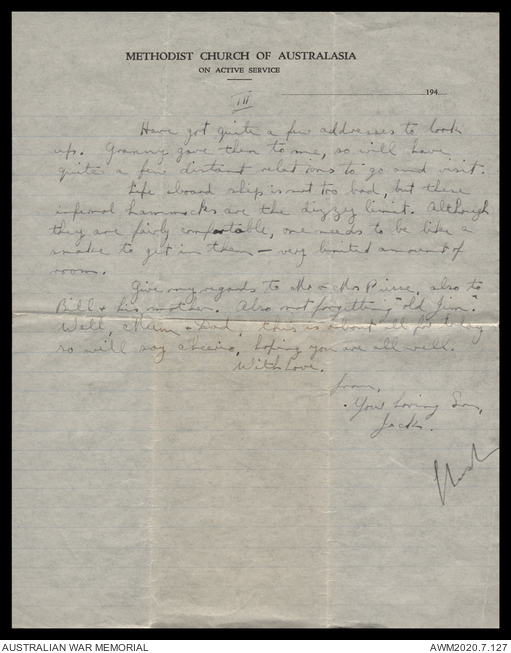 METHODIST CHURCH OF AUSTRALASIA
ON ACTIVE SERVICE
III
194
Have got quite a few addresses to look
up. Granny gave them to me, so will have
quite a few distant relations to go and visit.
Life aboard ship is not too bad, but these
infernal hammocks are the dizzy limit. Although
they are fairly comfortable, one needs to be like a
snake to get in them - very limited amount of
room.
Give my regards to Mr & Mrs Pierre, also to
Bill & his mother. Also not forgetting "old Jim".
Well, Mam & Dad, this is about all for today
so will say cheerio, hoping you are all well.
With Love.
from,
Your Loving Son,
Jack.
AUSTRALIAN WAR MEMORIAL
AWM2020.7.127